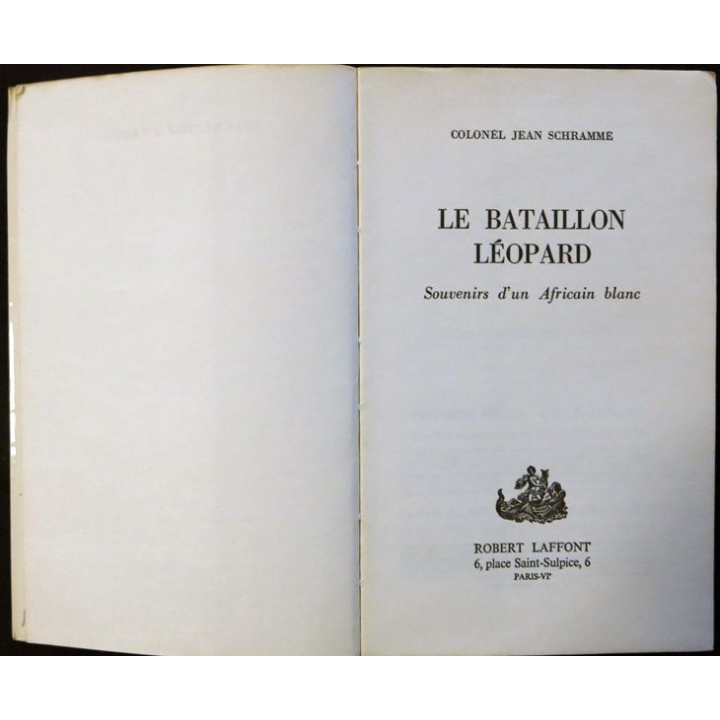 COLONEL JEAN SCHRAMME
LE BATAILLON
LÉOPARD
Souvenirs d'un Africain blanc
ROBERT LAFFONT
6, place Saint-Sulpice, 6
PARIS-VIᵉ